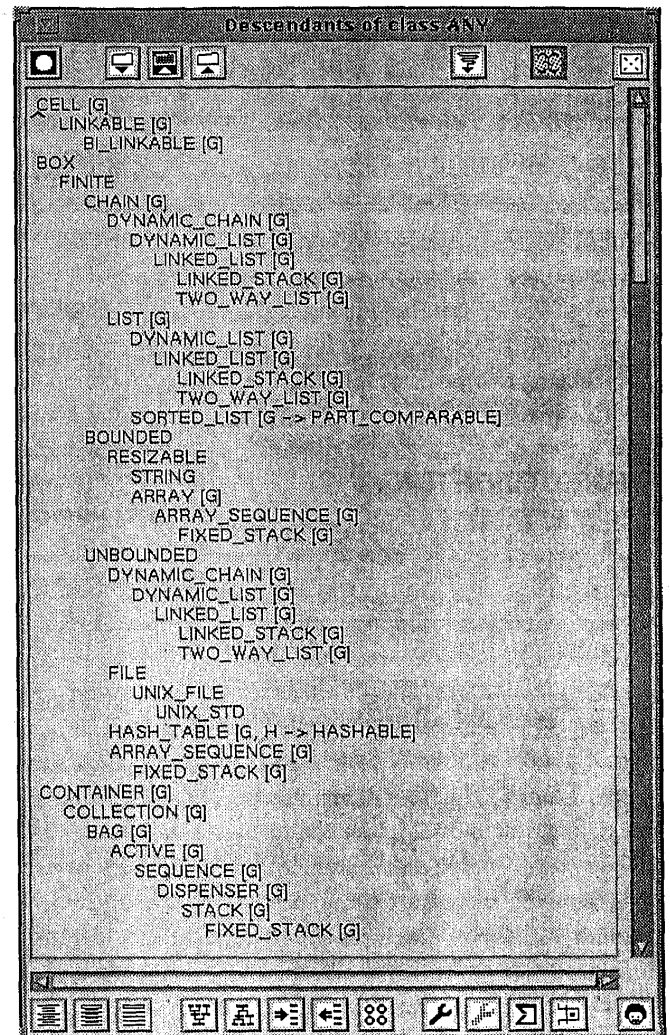 Descendants of class ANY
CELL [G]
LINKABLE [G]
BI_LINKABLE [G]
BOX
FINITE
CHAIN [G]
DYNAMIC_CHAIN [G]
DYNAMIC_LIST [G]
LINKED_LIST [G]
LINKED_STACK [G]
TWO_WAY_LIST [G]
LIST [G]
DYNAMIC_LIST [G]
LINKED_LIST [G]
LINKED_STACK [G]
TWO_WAY_LIST [G]
SORTED_LIST [G -> PART_COMPARABLE]
BOUNDED
RESIZABLE
STRING
ARRAY [G]
ARRAY_SEQUENCE [G]
FIXED_STACK [G]
UNBOUNDED
DYNAMIC_CHAIN [G]
DYNAMIC_LIST [G]
LINKED_LIST [G]
LINKED_STACK [G]
TWO_WAY_LIST [G]
FILE
UNIX_FILE
UNIX_STD
HASH_TABLE [G, H -> HASHABLE]
ARRAY_SEQUENCE [G]
FIXED_STACK [G]
CONTAINER [G]
COLLECTION [G]
BAG [G]
ACTIVE [G]
SEQUENCE [G]
DISPENSER [G]
STACK [G]
FIXED_STACK [G]